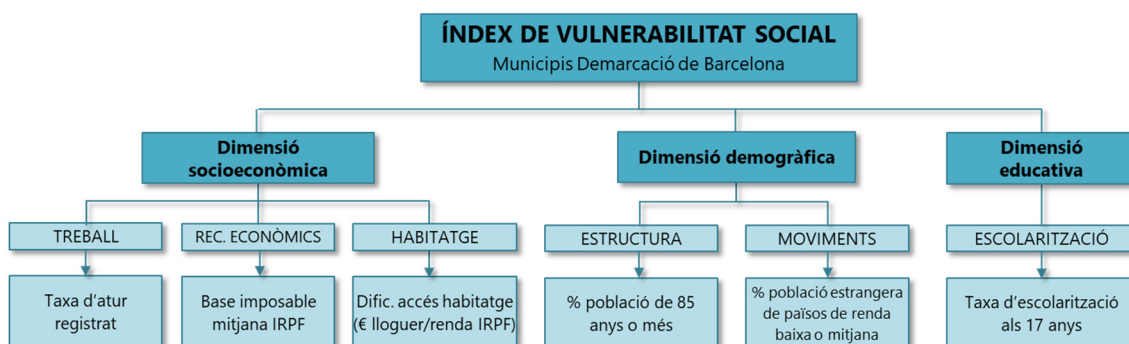 ÍNDEX DE VULNERABILITAT SOCIAL
Municipis Demarcació de Barcelona
Dimensió
socioeconòmica
Dimensió demogràfica
Dimensió
educativa
TREBALL
REC. ECONÒMICS
HABITATGE
ESTRUCTURA
MOVIMENTS
ESCOLARITZACIÓ
Taxa d'atur
registrat
Base imposable
mitjana IRPF
Dific. accés habitatge
(€ lloguer/renda IRPF)
% població de 85
anys o més
% població estrangera
de països de renda
baixa o mitjana
Taxa d'escolarització
als 17 anys